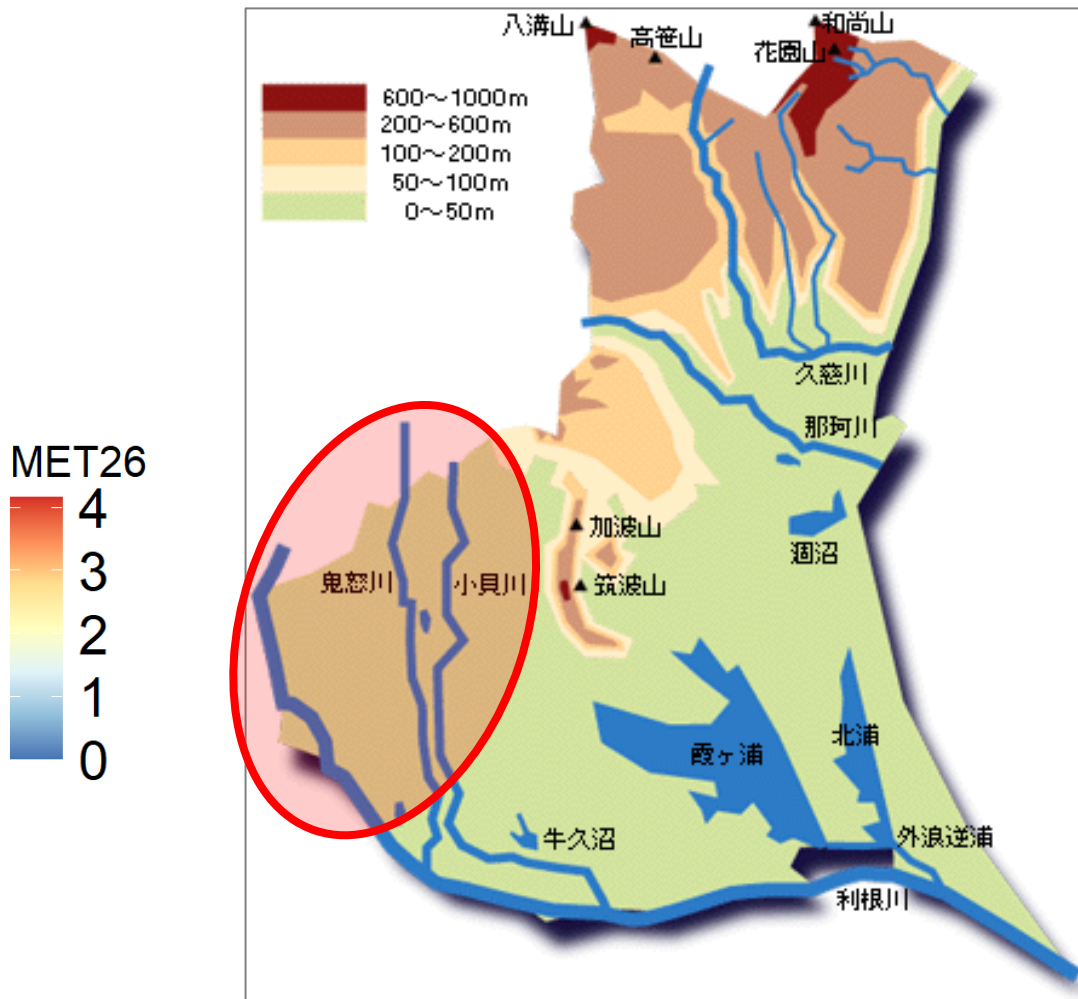 八溝山
和尚山
高笹山
花園山
600～1000m
200～600m
100～200m
50～100m
0～50m
久慈川
那珂川
MET26
4
3
2
1
0
加波山
涸沼
鬼怒川
小貝川
筑波山
北浦
霞ヶ浦
牛久沼
外浪逆浦
利根川